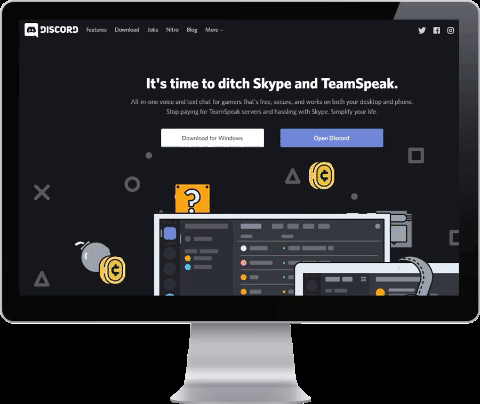 DISCORD Features Download Jobs Nitro Blog More
It's time to ditch Skype and TeamSpeak.
All-in-one voice and text chat for gamers that's free, secure, and works on both your desktop and phone.
Stop paying for TeamSpeak servers and hassling with Skype. Simplify your life.
Download for Windows Open Discord
?